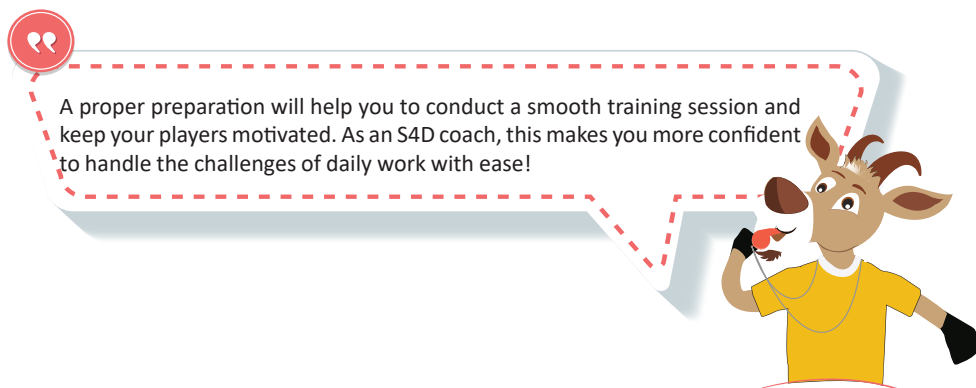 A proper preparation will help you to conduct a smooth training session and
keep your players motivated. As an S4D coach, this makes you more confident
to handle the challenges of daily work with ease!